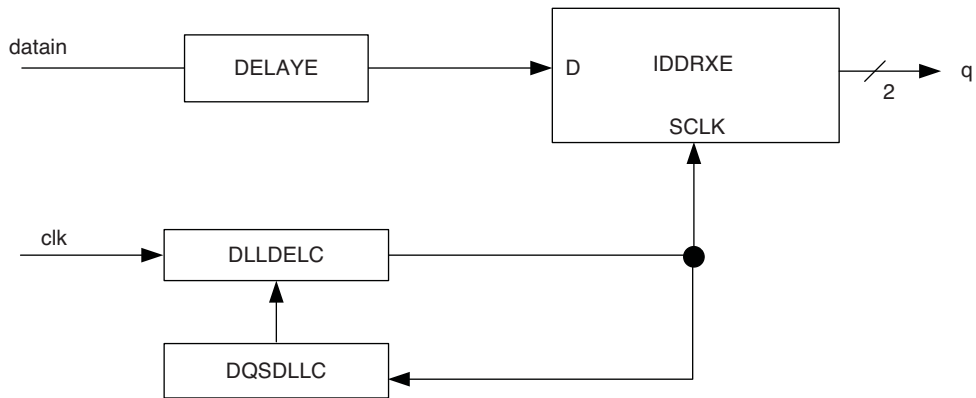 datain
DELAYE
D
IDDRXE
q
2
SCLK
clk
DLLDELC
DQSDLLC